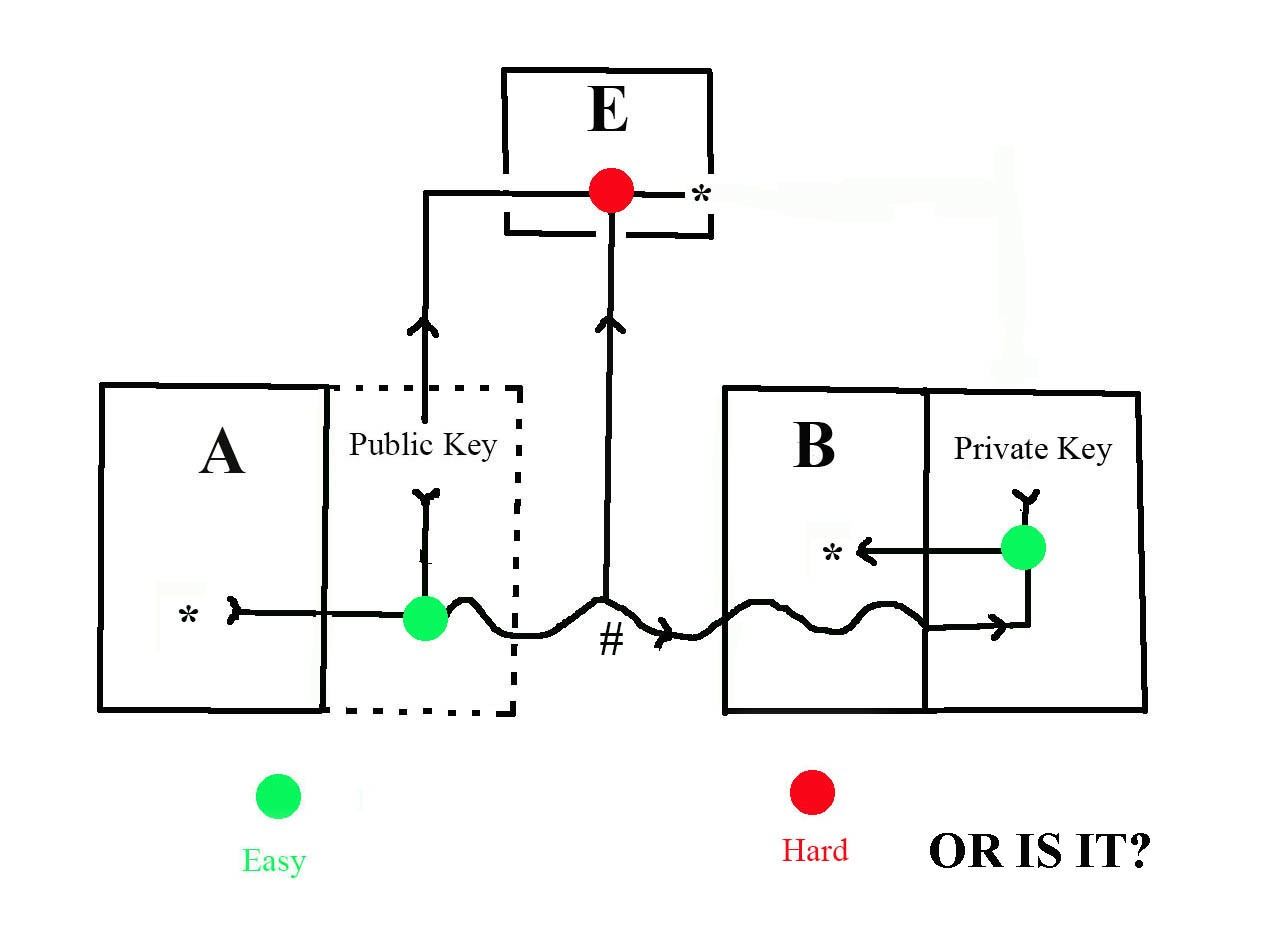 E
*
A
Public Key
B
Private Key
*
*
#
Easy
Hard
OR IS IT?